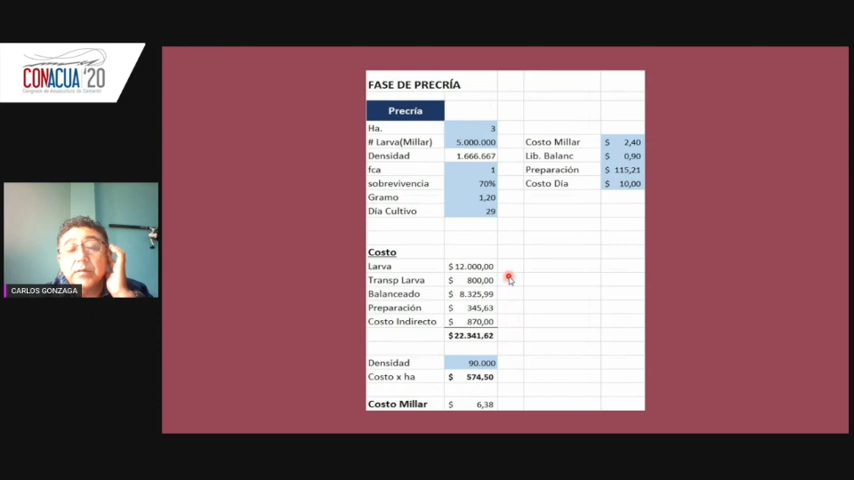 CONACUA '20
FASE DE PRECRÍA
Precría
Ha. 3
# Larva(Millar) 5.000.000 Costo Millar $ 2,40
Densidad 1.666.667 Lib. Balanc $ 0,90
fca 1 Preparación $ 115,21
sobrevivencia 70% Costo Día $ 10,00
Gramo 1,20
Día Cultivo 29
Costo
Larva $ 12.000,00
Transp Larva $ 800,00
Balanceado $ 8.325,99
Preparación $ 345,63
Costo Indirecto $ 870,00
$ 22.341,62
CARLOS GONZAGA
Densidad 90.000
Costo x ha $ 574,50
Costo Millar $ 6,38